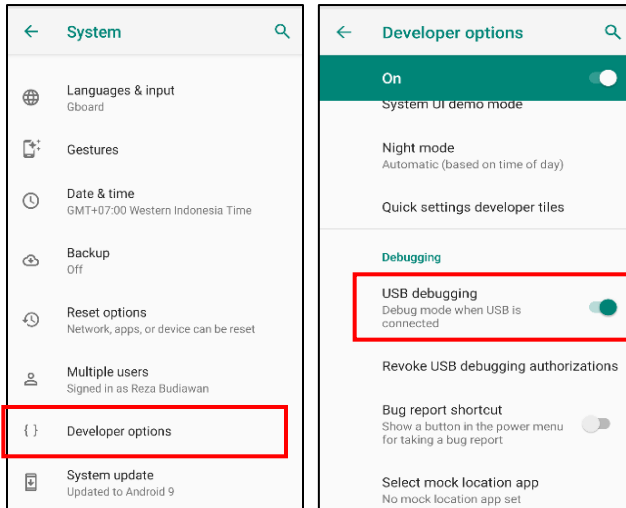 System
Languages & input
Gboard
Gestures
Date & time
GMT+07:00 Western Indonesia Time
Backup
Off
Reset options
Network, apps, or device can be reset
Multiple users
Signed in as Reza Budiawan
{ } Developer options
System update
Updated to Android 9
Developer options
On
System UI demo mode
Night mode
Automatic (based on time of day)
Quick settings developer tiles
Debugging
USB debugging
Debug mode when USB is
connected
Revoke USB debugging authorizations
Bug report shortcut
Show a button in the power menu
for taking a bug report
Select mock location app
No mock location app set